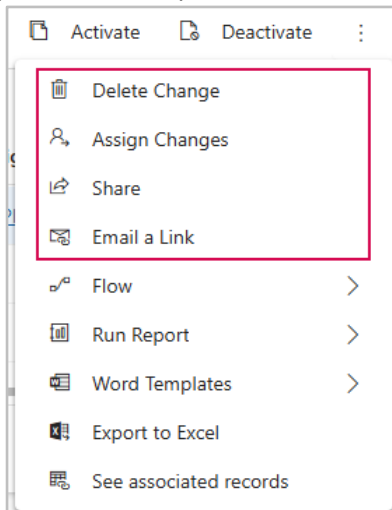 Activate Deactivate
Delete Change
Assign Changes
Share
Email a Link
Flow
Run Report
Word Templates
Export to Excel
See associated records